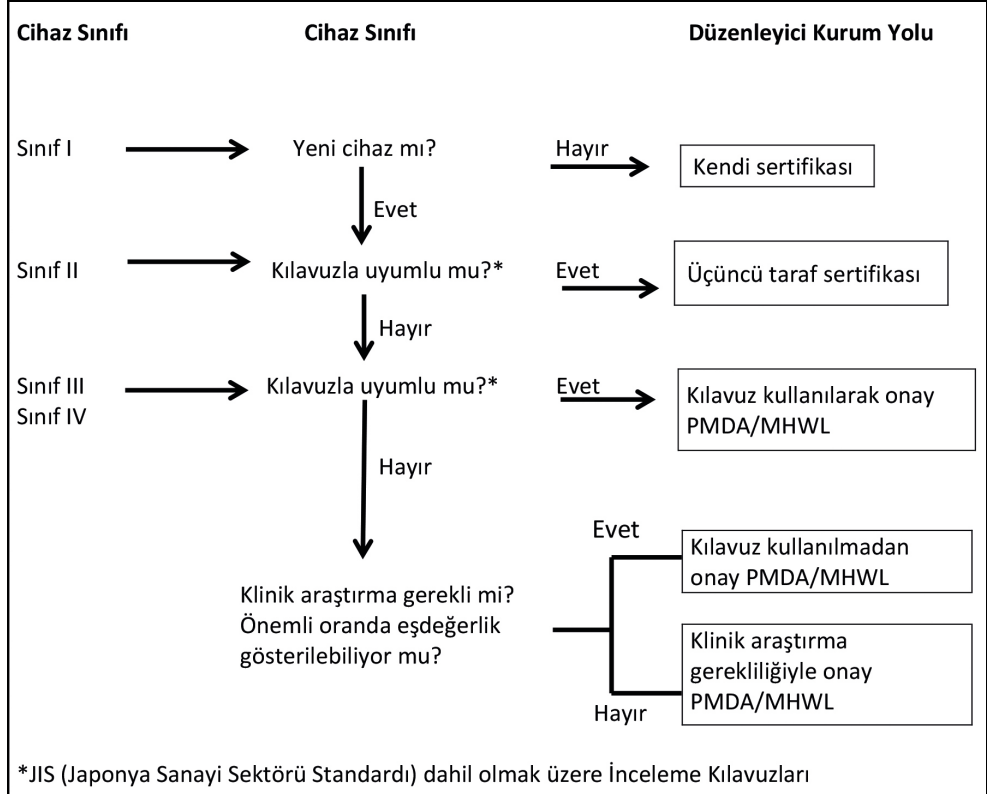 Cihaz Sınıfı
Cihaz Sınıfı
Düzenleyici Kurum Yolu
Sınıf I
Yeni cihaz mı?
Hayır
Kendi sertifikası
Evet
Sınıf II
Kılavuzla uyumlu mu?*
Evet
Üçüncü taraf sertifikası
Hayır
Sınıf III
Sınıf IV
Kılavuzla uyumlu mu?*
Evet
Kılavuz kullanılarak onay
PMDA/MHWL
Hayır
Klinik araştırma gerekli mi?
Önemli oranda eşdeğerlik
gösterilebiliyor mu?
Evet
Kılavuz kullanılmadan
onay PMDA/MHWL
Hayır
Klinik araştırma
gerekliliğiyle onay
PMDA/MHWL
*JIS (Japonya Sanayi Sektörü Standardı) dahil olmak üzere İnceleme Kılavuzları